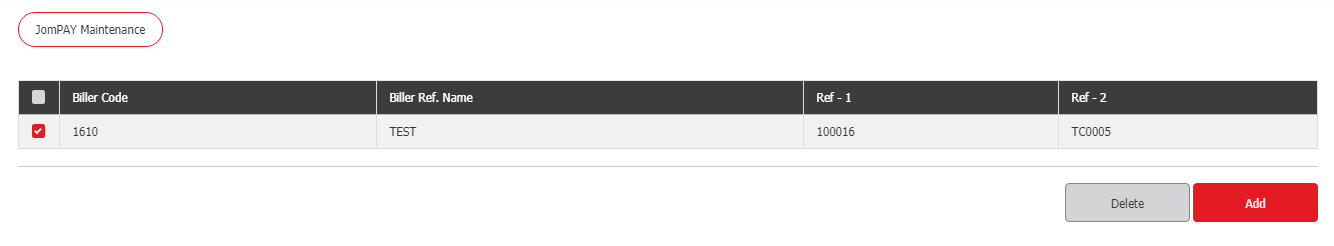 JomPAY Maintenance
Biller Code Biller Ref. Name Ref - 1 Ref - 2
1610 TEST 100016 TC0005
Delete Add